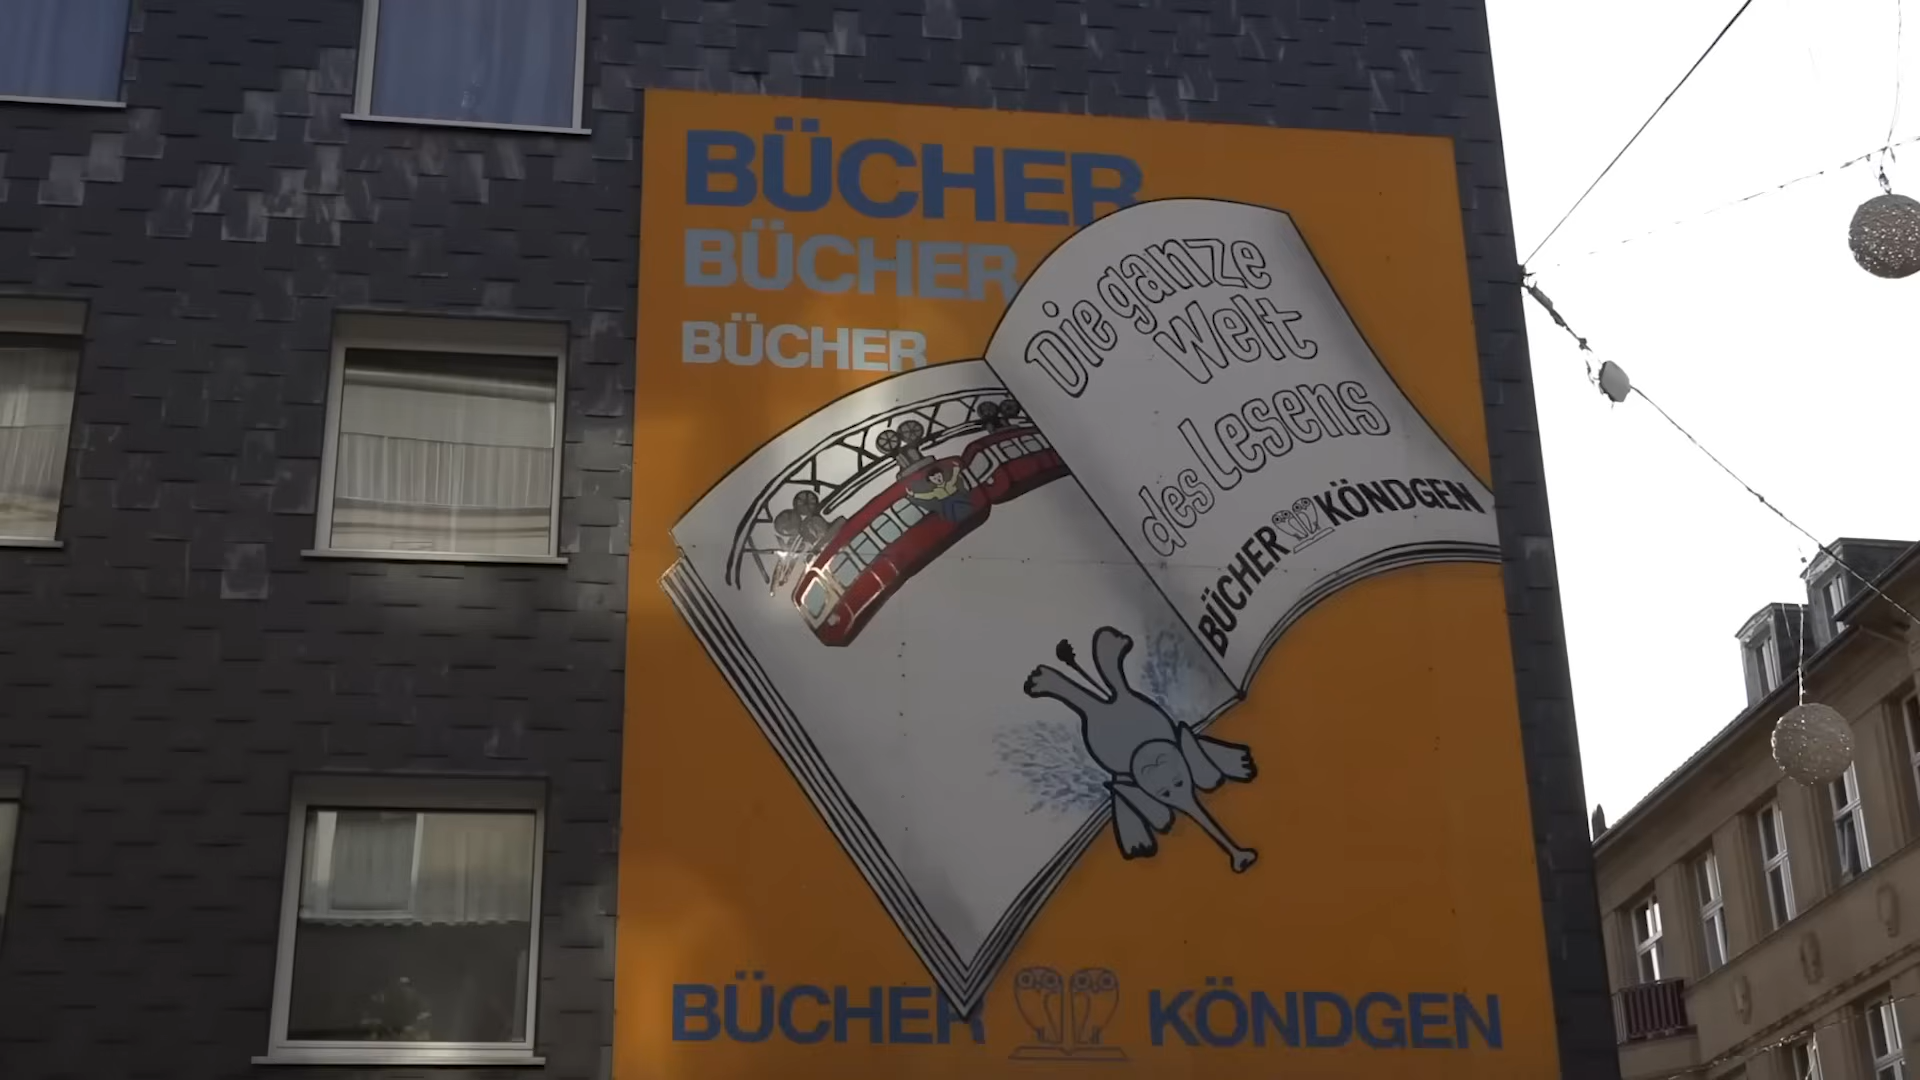 BÜCHER
BÜCHER
BÜCHER
Die ganze
Welt
des Lesens
BÜCHER KÖNDGEN
BÜCHER KÖNDGEN